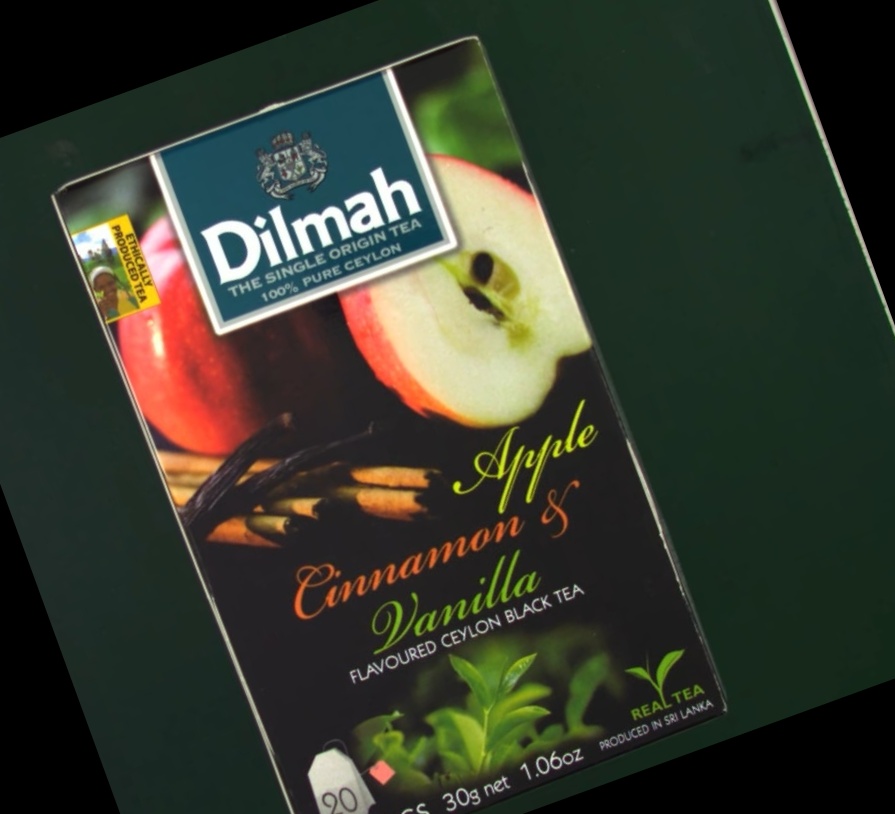 Dilmah
THE SINGLE ORIGIN TEA
100% PURE CEYLON
ETHICALLY
PRODUCED TEA
Apple
Cinnamon &
Vanilla
FLAVOURED CEYLON BLACK TEA
REAL TEA
PRODUCED IN SRI LANKA
20
30g net 1.06oz